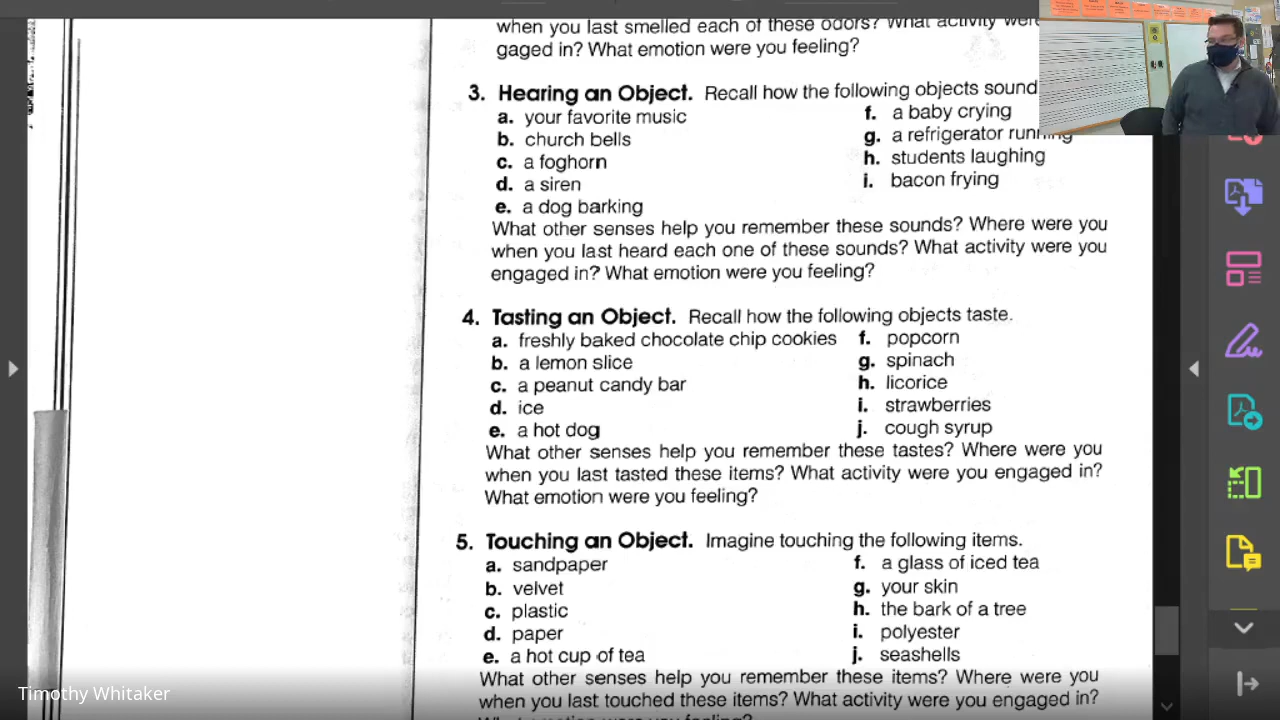 when you last smelled each of these odors? What activity were
gaged in? What emotion were you feeling?
3. Hearing an Object. Recall how the following objects sound
a. your favorite music
b. church bells
c. a foghorn
d. a siren
e. a dog barking
f. a baby crying
g. a refrigerator running
h. students laughing
i. bacon frying
What other senses help you remember these sounds? Where were you
when you last heard each one of these sounds? What activity were you
engaged in? What emotion were you feeling?
4. Tasting an Object. Recall how the following objects taste.
a. freshly baked chocolate chip cookies
b. a lemon slice
c. a peanut candy bar
d. ice
e. a hot dog
f. popcorn
g. spinach
h. licorice
i. strawberries
j. cough syrup
What other senses help you remember these tastes? Where were you
when you last tasted these items? What activity were you engaged in?
What emotion were you feeling?
5. Touching an Object. Imagine touching the following items.
a. sandpaper
b. velvet
c. plastic
d. paper
e. a hot cup of tea
f. a glass of iced tea
g. your skin
h. the bark of a tree
i. polyester
j. seashells
What other senses help you remember these items? Where were you
when you last touched these items? What activity were you engaged in?
What emotion were you feeling?
Timothy Whitaker